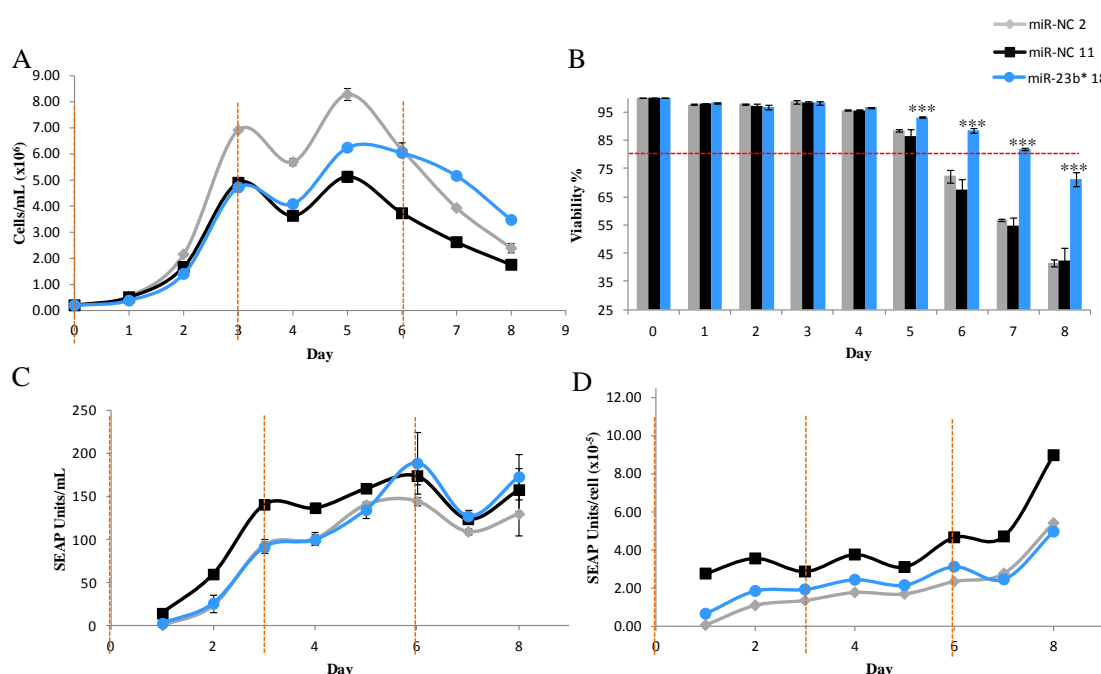 miR-NC 2
miR-NC 11
miR-23b* 18
A
Cells/mL (x10⁶)
9.00
8.00
7.00
6.00
5.00
4.00
3.00
2.00
1.00
0.00
0 1 2 3 4 5 6 7 8 9
Day
B
Viability %
95
85
75
65
55
45
35
25
*** *** *** ***
0 1 2 3 4 5 6 7 8
Day
C
SEAP Units/mL
250
200
150
100
50
0
0 2 4 6 8
Day
D
SEAP Units/cell (x10⁻⁵)
12.00
10.00
8.00
6.00
4.00
2.00
0.00
0 2 4 6 8
Day